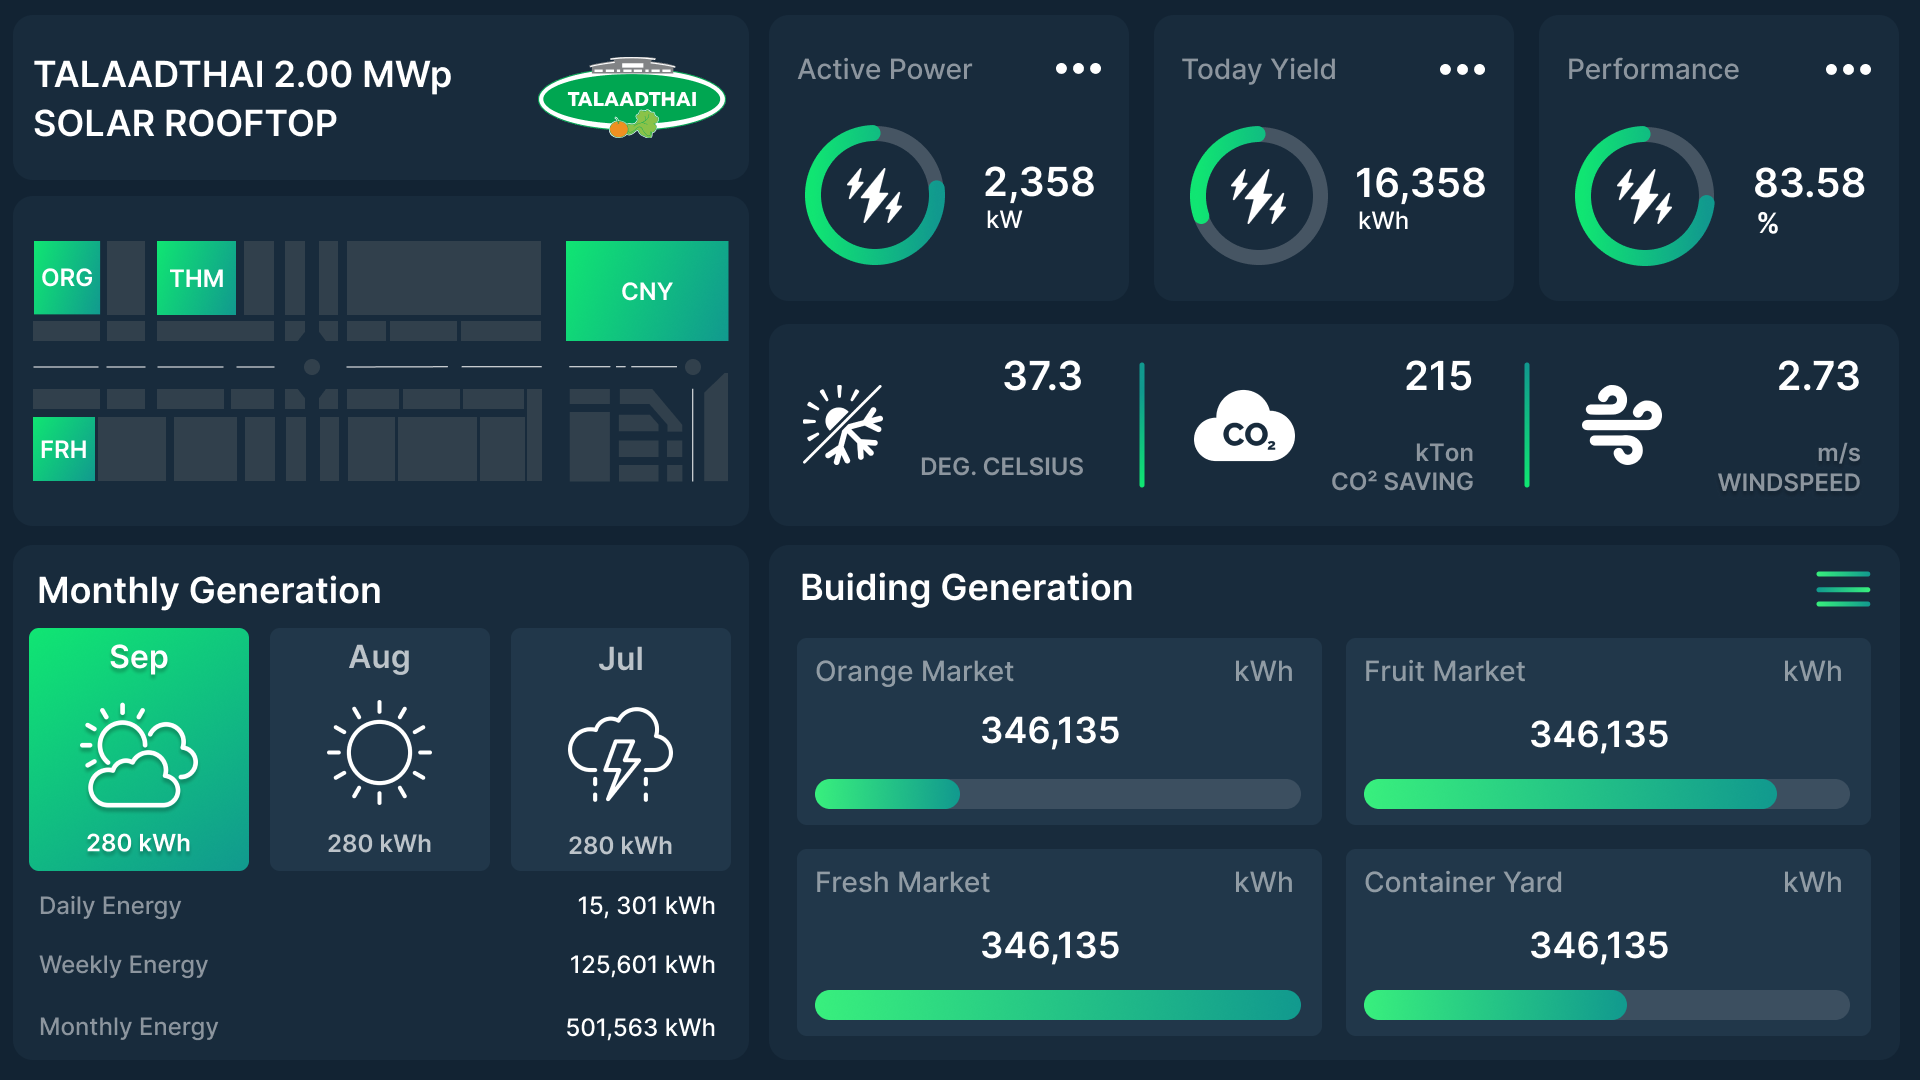 TALAADTHAI 2.00 MWp
SOLAR ROOFTOP
TALAADTHAI
Active Power
2,358
kW
Today Yield
16,358
kWh
Performance
83.58
%
ORG
THM
CNY
FRH
37.3
DEG. CELSIUS
CO₂
215
kTon
CO² SAVING
2.73
m/s
WINDSPEED
Monthly Generation
Sep
280 kWh
Aug
280 kWh
Jul
280 kWh
Daily Energy 15, 301 kWh
Weekly Energy 125,601 kWh
Monthly Energy 501,563 kWh
Buiding Generation
Orange Market kWh
346,135
Fruit Market kWh
346,135
Fresh Market kWh
346,135
Container Yard kWh
346,135